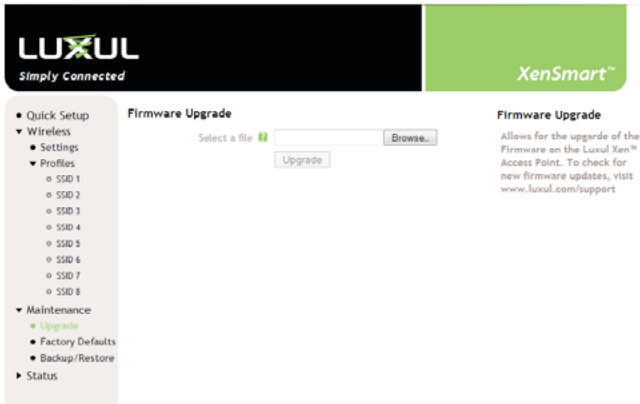 LUXUL
Simply Connected
XenSmart™
Quick Setup
Wireless
Settings
Profiles
SSID 1
SSID 2
SSID 3
SSID 4
SSID 5
SSID 6
SSID 7
SSID 8
Maintenance
Upgrade
Factory Defaults
Backup/Restore
Status
Firmware Upgrade
Select a file ?
Browse..
Upgrade
Firmware Upgrade
Allows for the upgarde of the
Firmware on the Luxul Xen™
Access Point. To check for
new firmware updates, visit
www.luxul.com/support